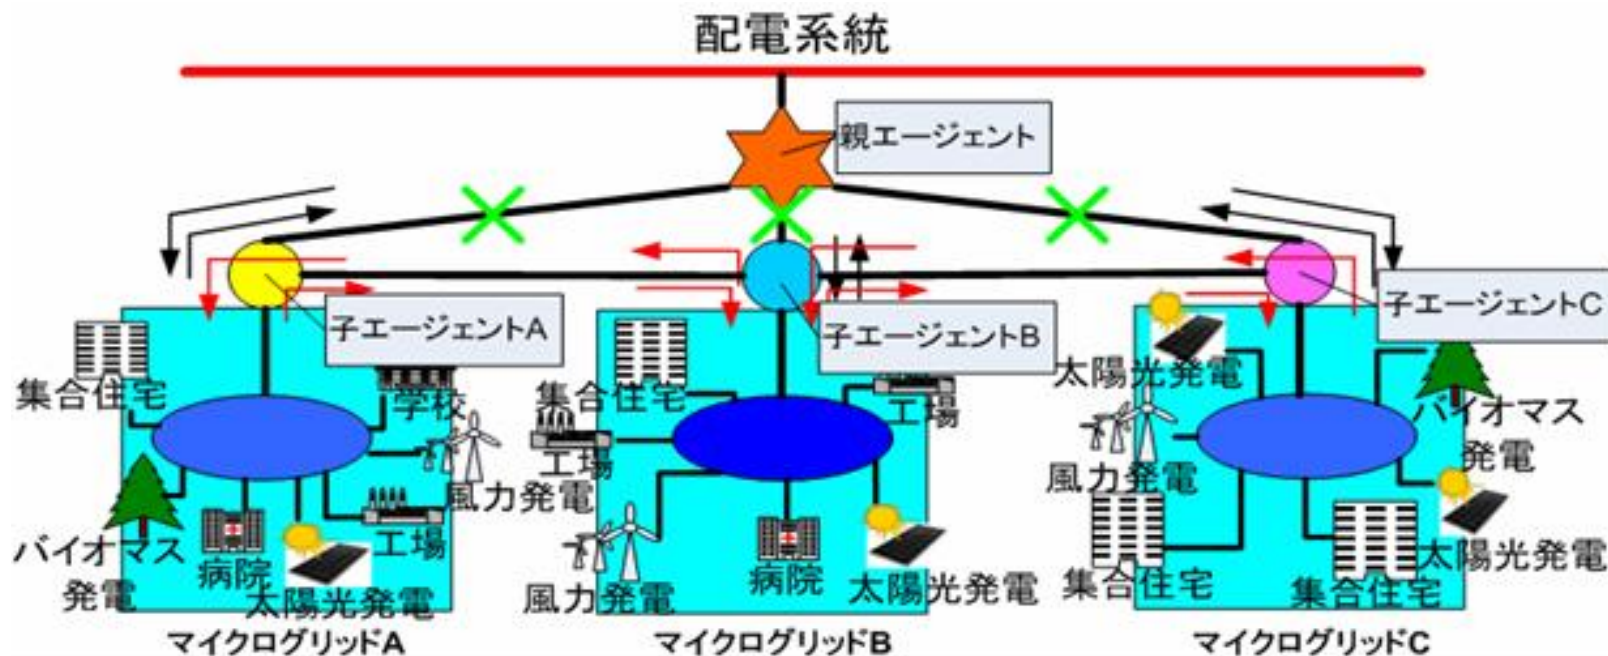 配電系統
親エージェント
子エージェントA
子エージェントB
子エージェントC
集合住宅
学校
風力発電
工場
太陽光発電
病院
バイオマス
発電
マイクログリッドA
集合住宅
工場
工場
風力発電
病院
太陽光発電
マイクログリッドB
太陽光発電
バイオマス
発電
風力発電
太陽光発電
集合住宅
集合住宅
マイクログリッドC